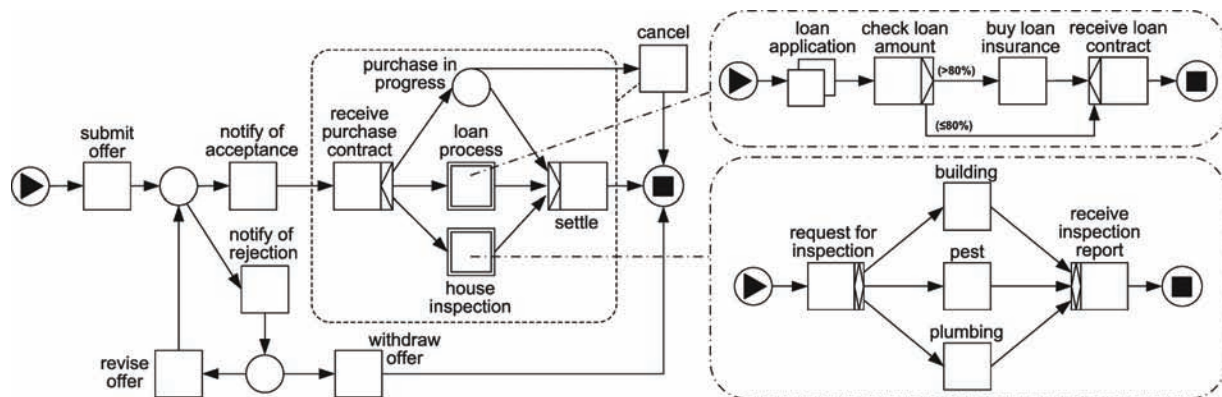 cancel
purchase in
progress
receive
purchase
contract
loan
process
submit
offer
notify of
acceptance
settle
notify of
rejection
house
inspection
revise
offer
withdraw
offer
loan
application
check loan
amount
buy loan
insurance
receive loan
contract
(>80%)
(≤80%)
building
request for
inspection
pest
receive
inspection
report
plumbing